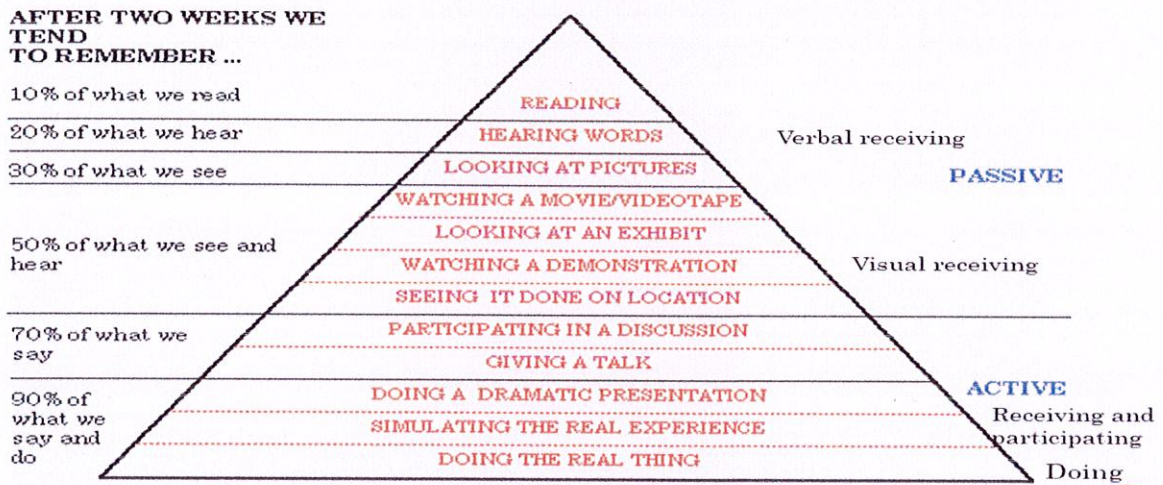 AFTER TWO WEEKS WE
TEND
TO REMEMBER ...
10% of what we read
READING
20% of what we hear
HEARING WORDS
Verbal receiving
30% of what we see
LOOKING AT PICTURES
PASSIVE
WATCHING A MOVIE/VIDEOTAPE
50% of what we see and
hear
LOOKING AT AN EXHIBIT
WATCHING A DEMONSTRATION
Visual receiving
SEEING IT DONE ON LOCATION
70% of what we
say
PARTICIPATING IN A DISCUSSION
GIVING A TALK
90% of
what we
say and
do
DOING A DRAMATIC PRESENTATION
ACTIVE
Receiving and
participating
SIMULATING THE REAL EXPERIENCE
DOING THE REAL THING
Doing